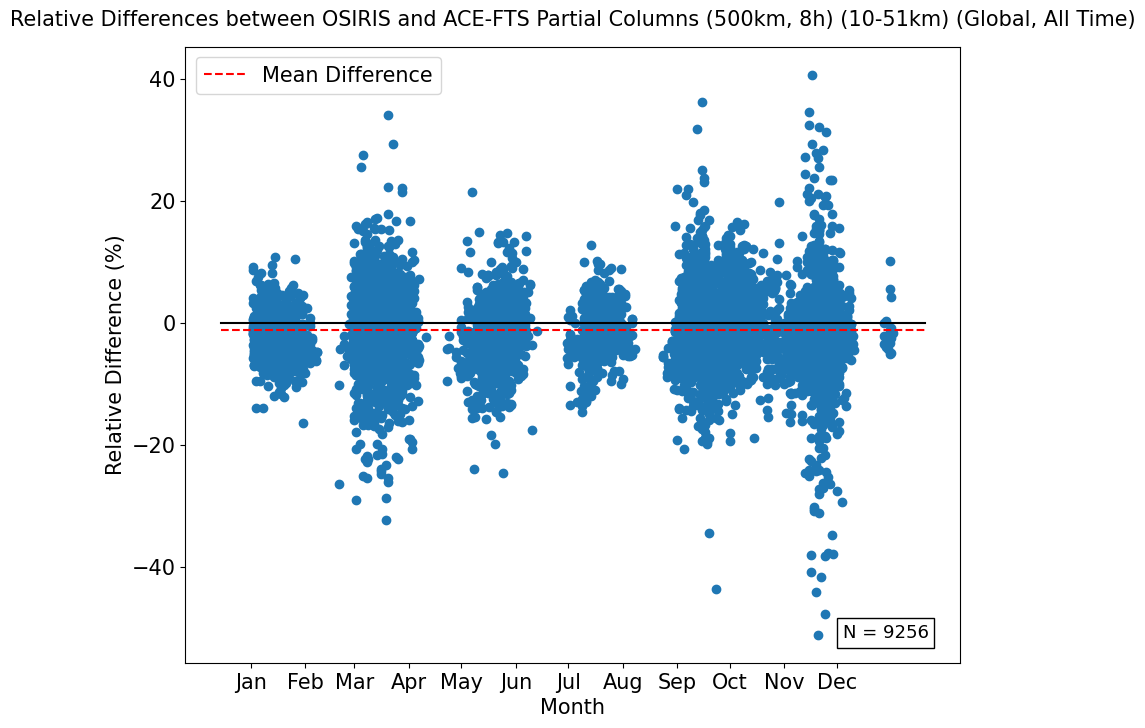 Relative Differences between OSIRIS and ACE-FTS Partial Columns (500km, 8h) (10-51km) (Global, All Time)
Mean Difference
40
20
0
−20
−40
Relative Difference (%)
N = 9256
Jan Feb Mar Apr May Jun Jul Aug Sep Oct Nov Dec
Month